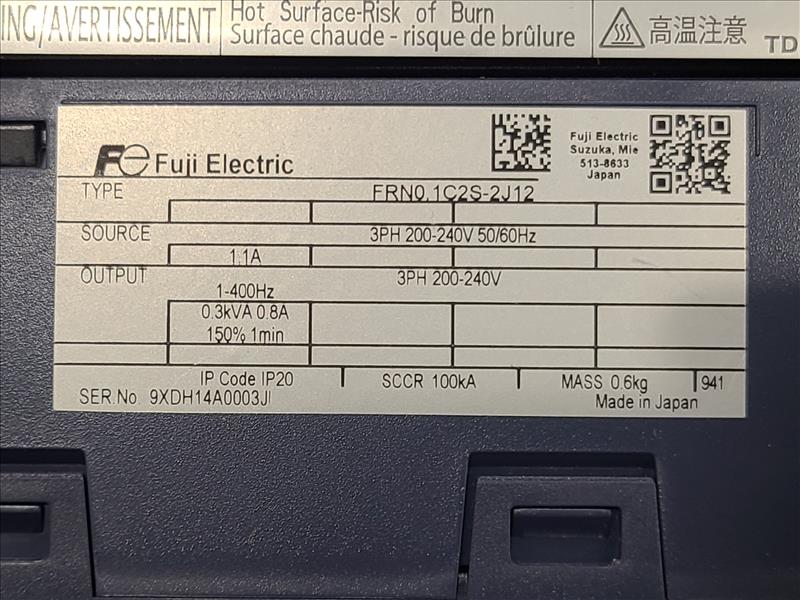 ING/AVERTISSEMENT
Hot Surface-Risk of Burn
Surface chaude - risque de brûlure
高温注意
TD
Fe Fuji Electric
Fuji Electric
Suzuka, Mie
513-8633
Japan
TYPE FRN0.1C2S-2J12
SOURCE 3PH 200-240V 50/60Hz
1.1A
OUTPUT 3PH 200-240V
1-400Hz
0.3kVA 0.8A
150% 1min
IP Code IP20 SCCR 100kA MASS 0.6kg 941
SER.No. 9XDH14A0003JI Made in Japan